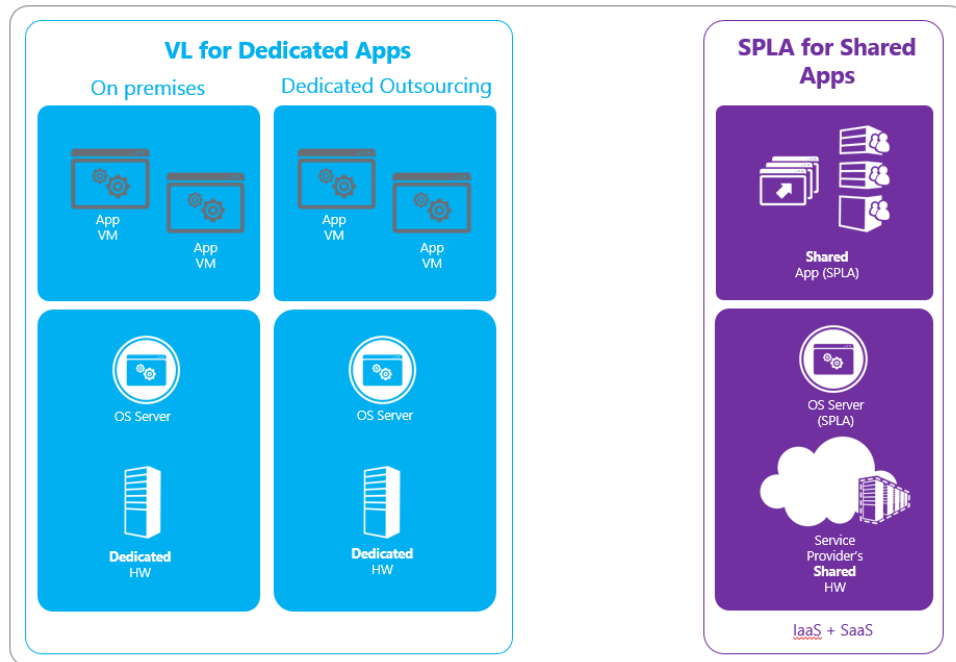 VL for Dedicated Apps
On premises
Dedicated Outsourcing
App
VM
App
VM
App
VM
App
VM
OS Server
OS Server
Dedicated
HW
Dedicated
HW
SPLA for Shared
Apps
Shared
App (SPLA)
OS Server
(SPLA)
Service
Provider's
Shared
HW
IaaS + SaaS